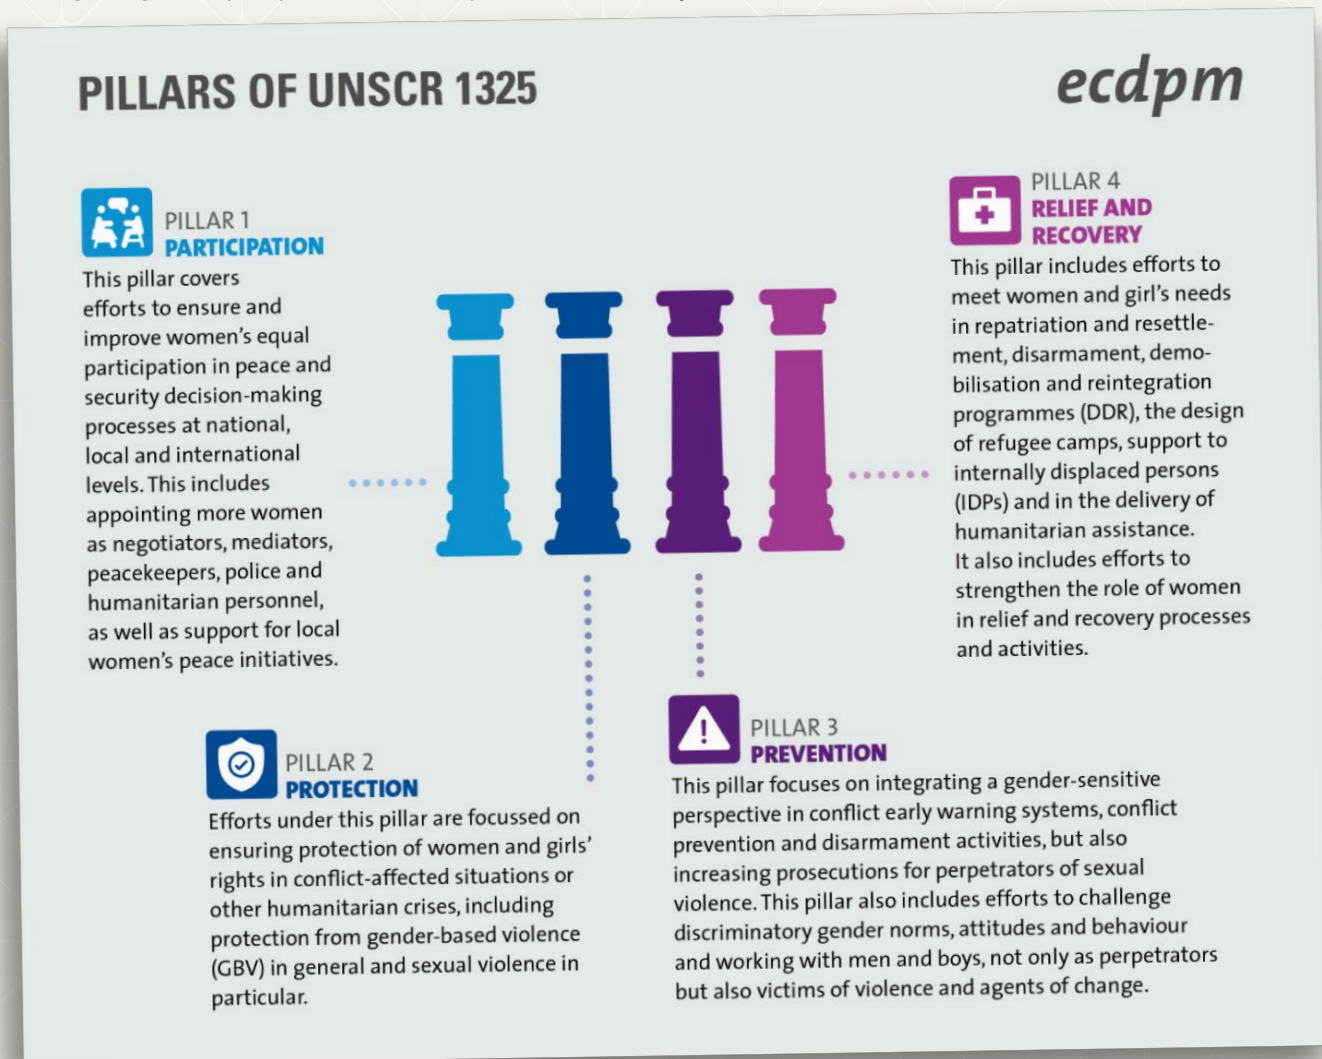 PILLARS OF UNSCR 1325
ecdpm
PILLAR 1
PARTICIPATION
This pillar covers
efforts to ensure and
improve women's equal
participation in peace and
security decision-making
processes at national,
local and international
levels. This includes
appointing more women
as negotiators, mediators,
peacekeepers, police and
humanitarian personnel,
as well as support for local
women's peace initiatives.
PILLAR 4
RELIEF AND
RECOVERY
This pillar includes efforts to
meet women and girl's needs
in repatriation and resettle-
ment, disarmament, demo-
bilisation and reintegration
programmes (DDR), the design
of refugee camps, support to
internally displaced persons
(IDPs) and in the delivery of
humanitarian assistance.
It also includes efforts to
strengthen the role of women
in relief and recovery processes
and activities.
PILLAR 2
PROTECTION
Efforts under this pillar are focussed on
ensuring protection of women and girls'
rights in conflict-affected situations or
other humanitarian crises, including
protection from gender-based violence
(GBV) in general and sexual violence in
particular.
PILLAR 3
PREVENTION
This pillar focuses on integrating a gender-sensitive
perspective in conflict early warning systems, conflict
prevention and disarmament activities, but also
increasing prosecutions for perpetrators of sexual
violence. This pillar also includes efforts to challenge
discriminatory gender norms, attitudes and behaviour
and working with men and boys, not only as perpetrators
but also victims of violence and agents of change.